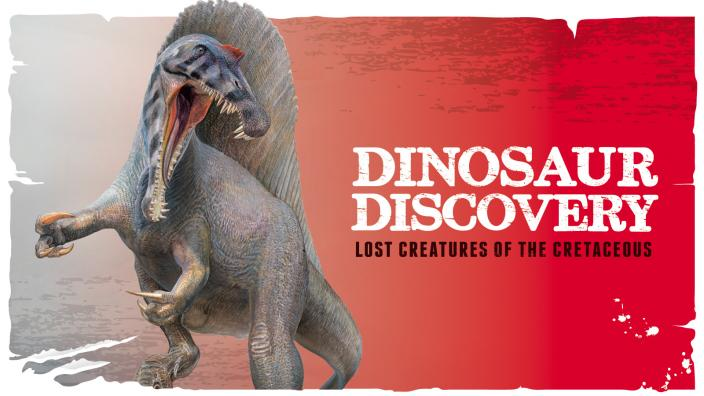 DINOSAUR
DISCOVERY
LOST CREATURES OF THE CRETACEOUS